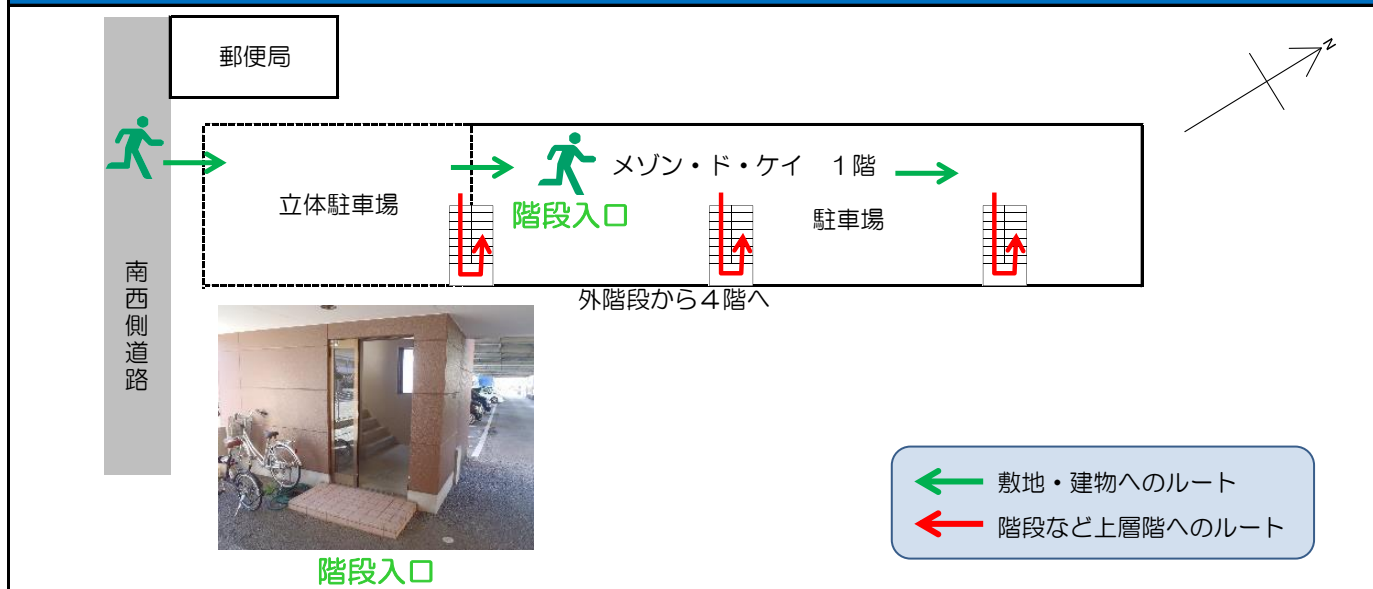 郵便局
N
メゾン・ド・ケイ　1階
立体駐車場
階段入口
駐車場
南西側道路
外階段から4階へ
階段入口
敷地・建物へのルート
階段など上層階へのルート